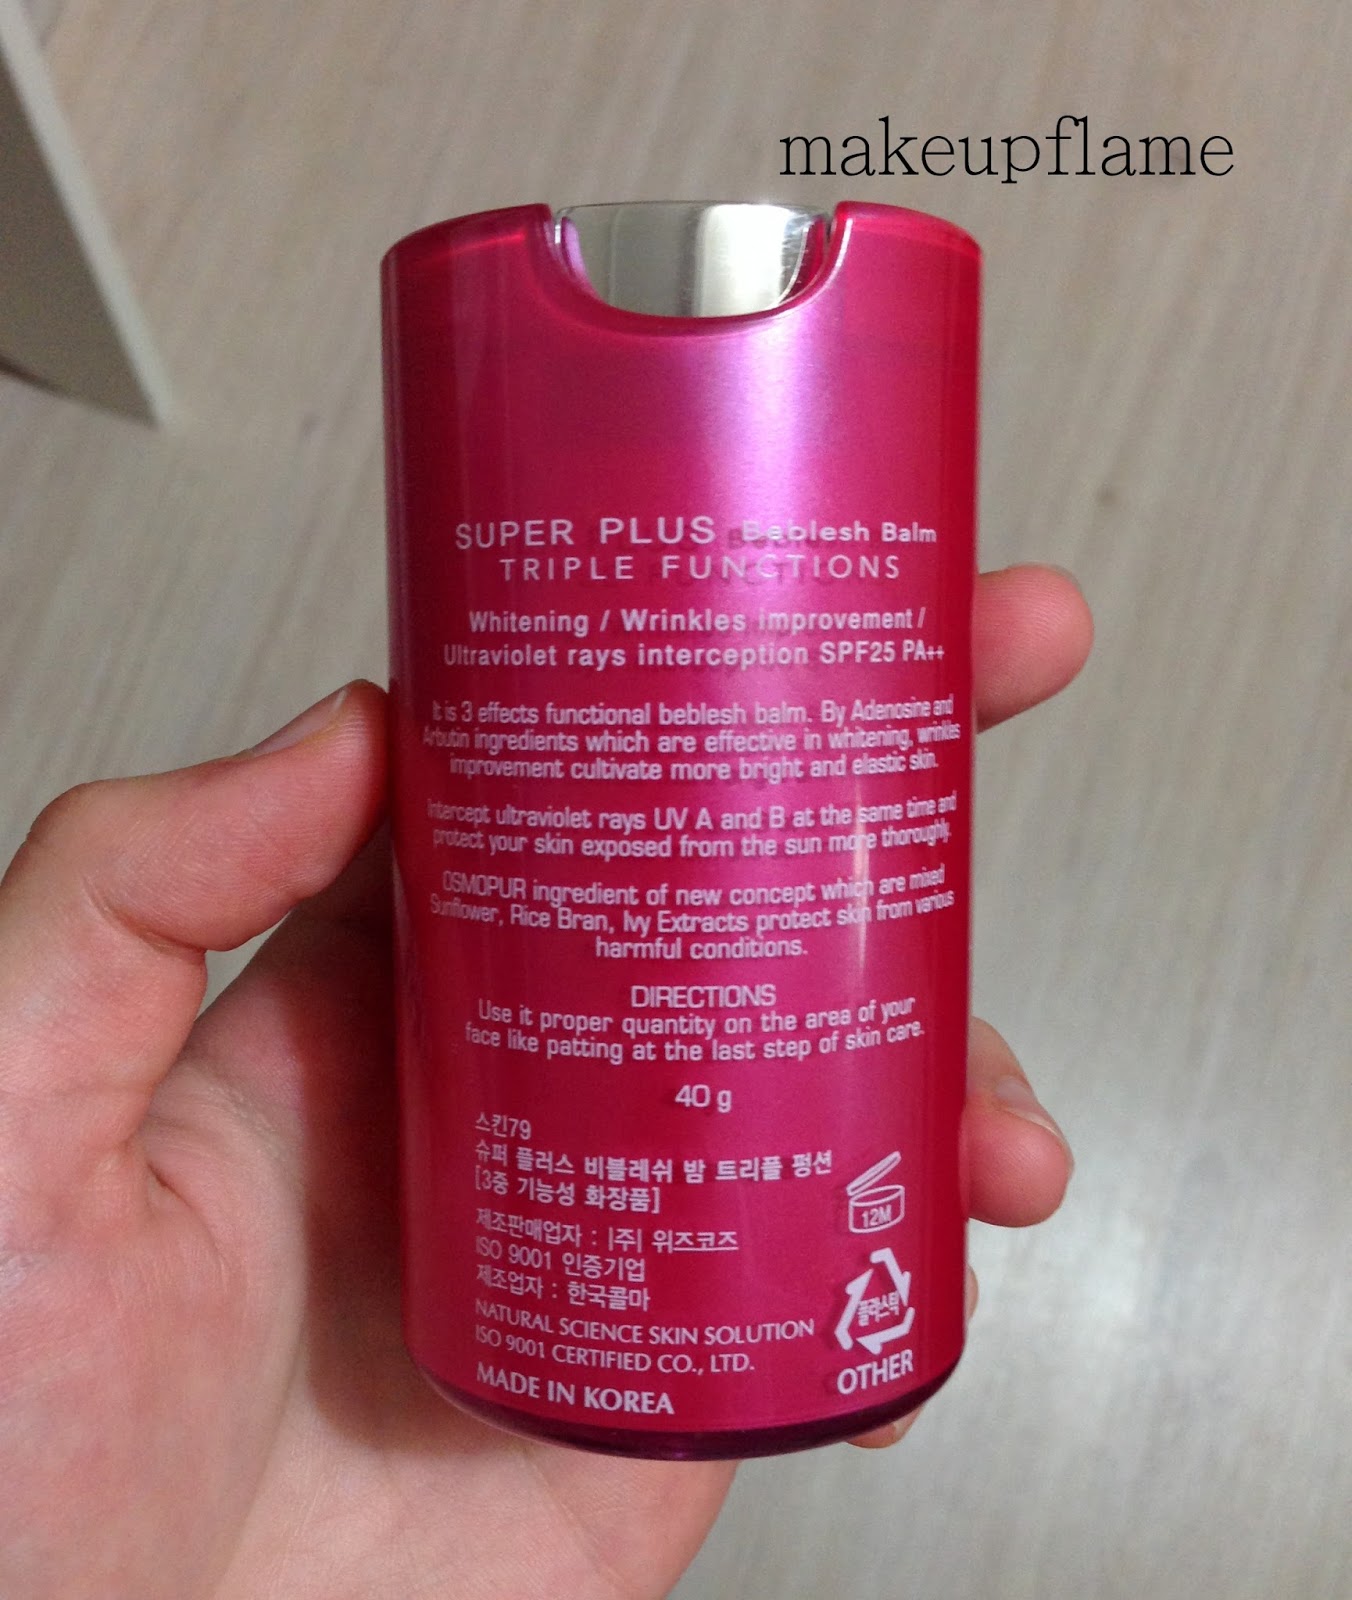 makeupflame
SUPER PLUS Beblesh Balm
TRIPLE FUNCTIONS
Whitening / Wrinkles improvement /
Ultraviolet rays interception SPF25 PA++
It is 3 effects functional beblesh balm. By Adenosine and
Arbutin ingredients which are effective in whitening, wrinkles
improvement cultivate more bright and elastic skin.
Intercept ultraviolet rays UV A and B at the same time and
protect your skin exposed from the sun more thoroughly.
OSMOPUR ingredient of new concept which are mixed
Sunflower, Rice Bran, Ivy Extracts protect skin from various
harmful conditions.
DIRECTIONS
Use it proper quantity on the area of your
face like patting at the last step of skin care.
40 g
스킨79
슈퍼 플러스 비블레쉬 밤 트리플 펑션
[3중 기능성 화장품]
제조판매업자 : |주| 위즈코즈
ISO 9001 인증기업
제조업자 : 한국콜마
NATURAL SCIENCE SKIN SOLUTION
ISO 9001 CERTIFIED CO., LTD.
MADE IN KOREA
12M
플라스틱
OTHER